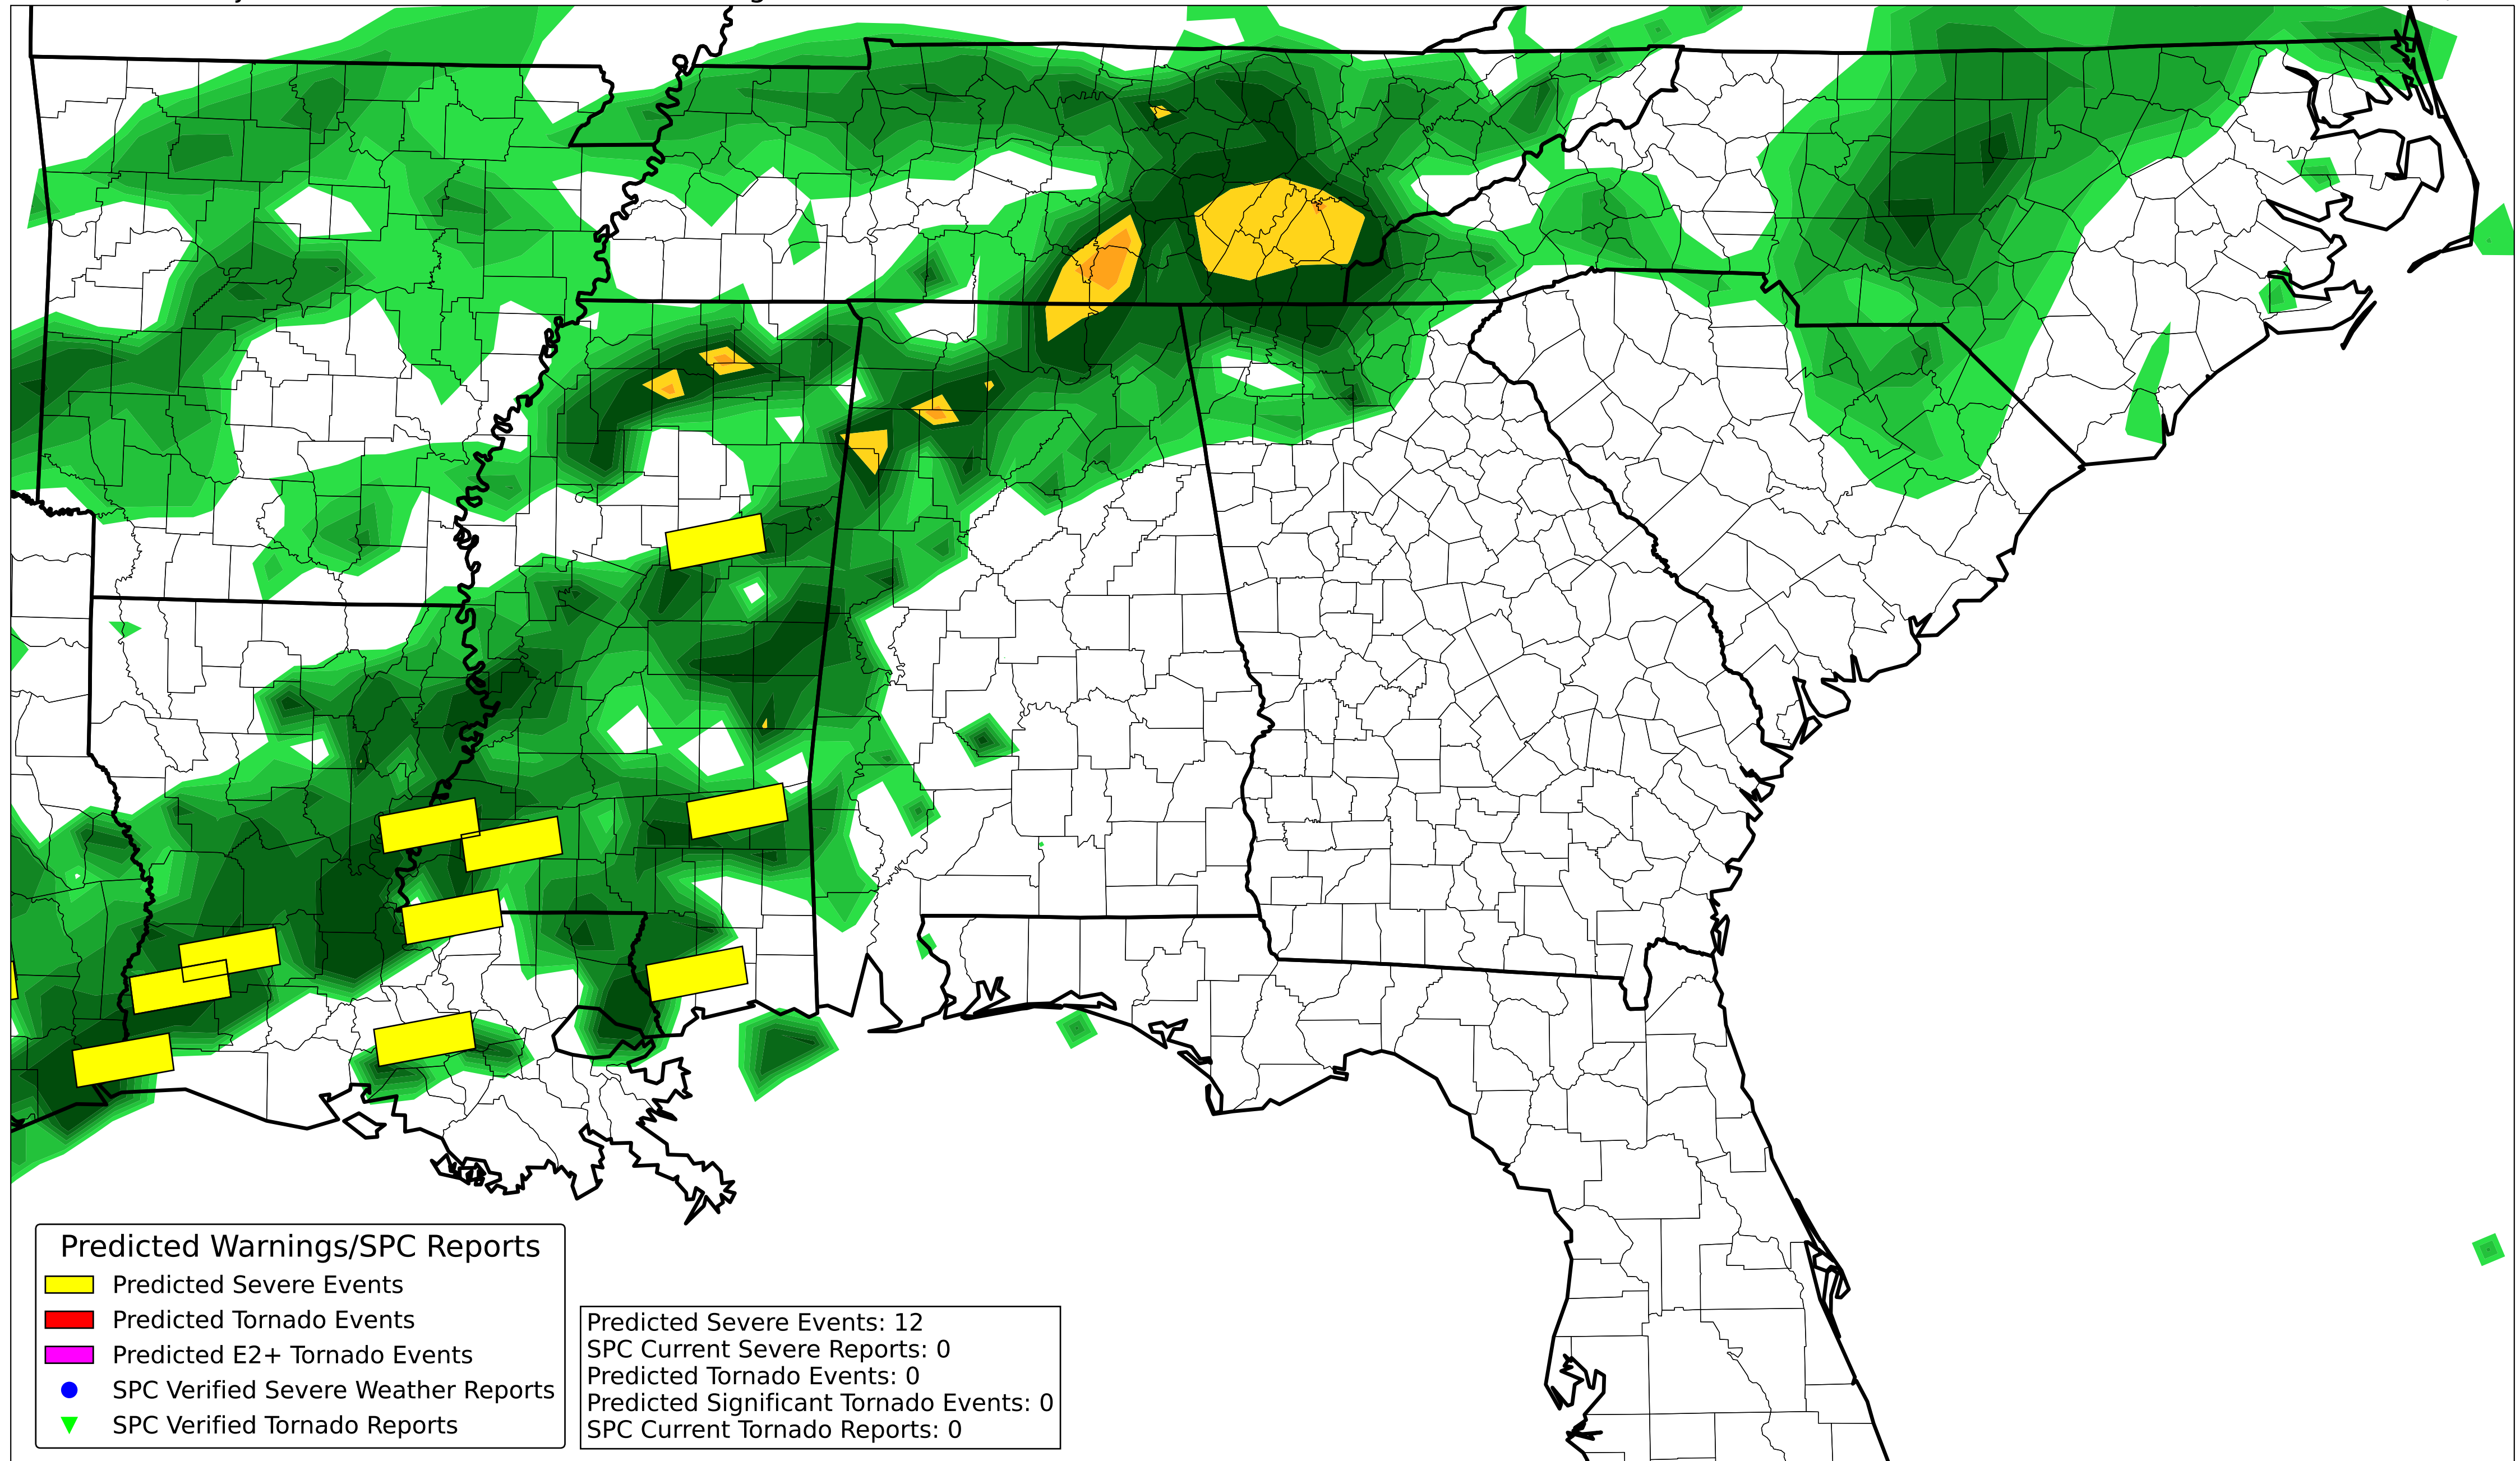 Predicted Warnings/SPC Reports
Predicted Severe Events
Predicted Tornado Events
Predicted E2+ Tornado Events
SPC Verified Severe Weather Reports
SPC Verified Tornado Reports
Predicted Severe Events: 12
SPC Current Severe Reports: 0
Predicted Tornado Events: 0
Predicted Significant Tornado Events: 0
SPC Current Tornado Reports: 0